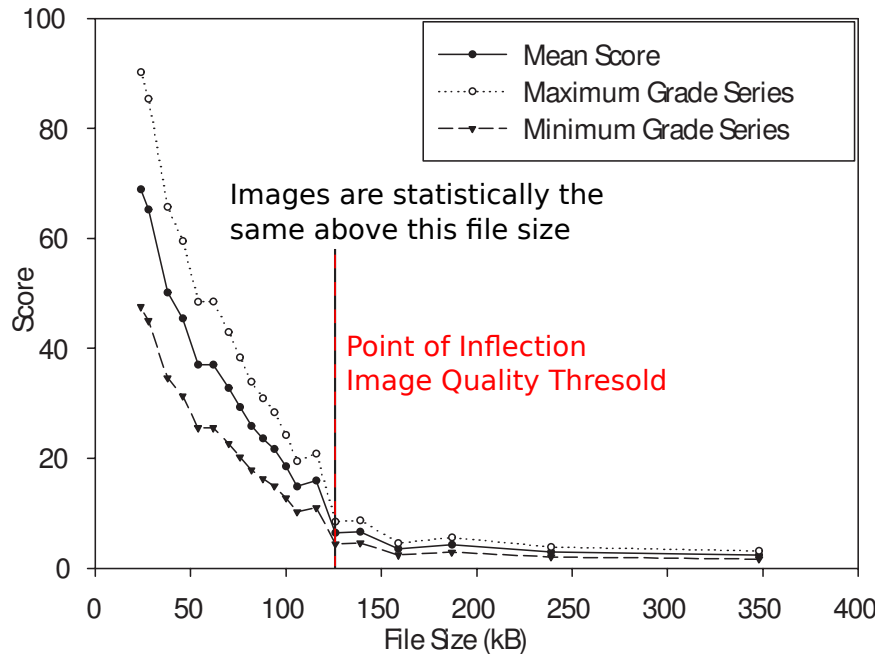 100
80
60
40
20
0
Score
Mean Score
Maximum Grade Series
Minimum Grade Series
Images are statistically the
same above this file size
Point of Inflection
Image Quality Thresold
0 50 100 150 200 250 300 350 400
File Size (kB)